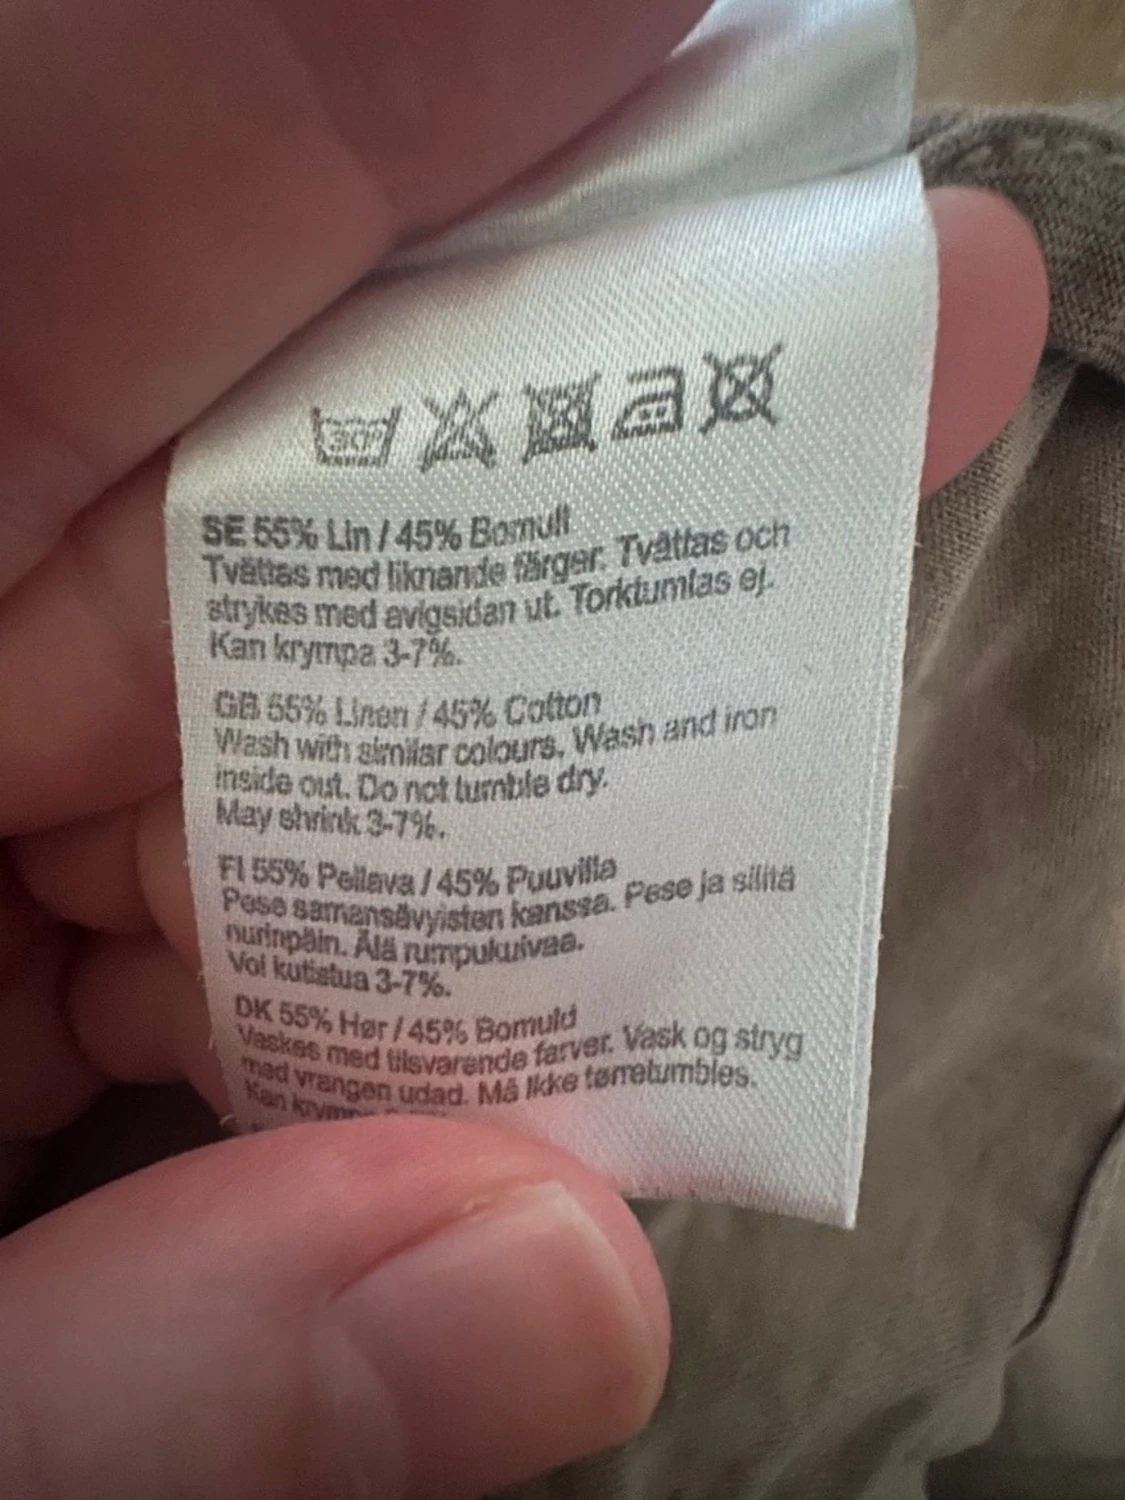 30°
SE 55% Lin / 45% Bomull
Tvättas med liknande färger. Tvättas och
strykes med avigsidan ut. Torktumlas ej.
Kan krympa 3-7%.
GB 55% Linen / 45% Cotton
Wash with similar colours. Wash and iron
inside out. Do not tumble dry.
May shrink 3-7%.
FI 55% Pellava / 45% Puuvilla
Pese samansävyisten kanssa. Pese ja silitä
nurinpäin. Älä rumpukuivaa.
Voi kutistua 3-7%.
DK 55% Hør / 45% Bomuld
Vaskes med tilsvarende farver. Vask og stryg
med vrangen udad. Må ikke tørretumbles.
Kan